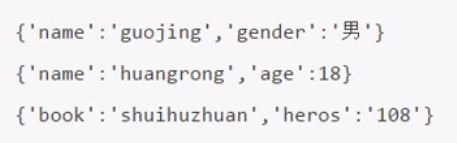 {'name':'guojing','gender':'男'}
{'name':'huangrong','age':18}
{'book':'shuihuzhuan','heros':'108'}